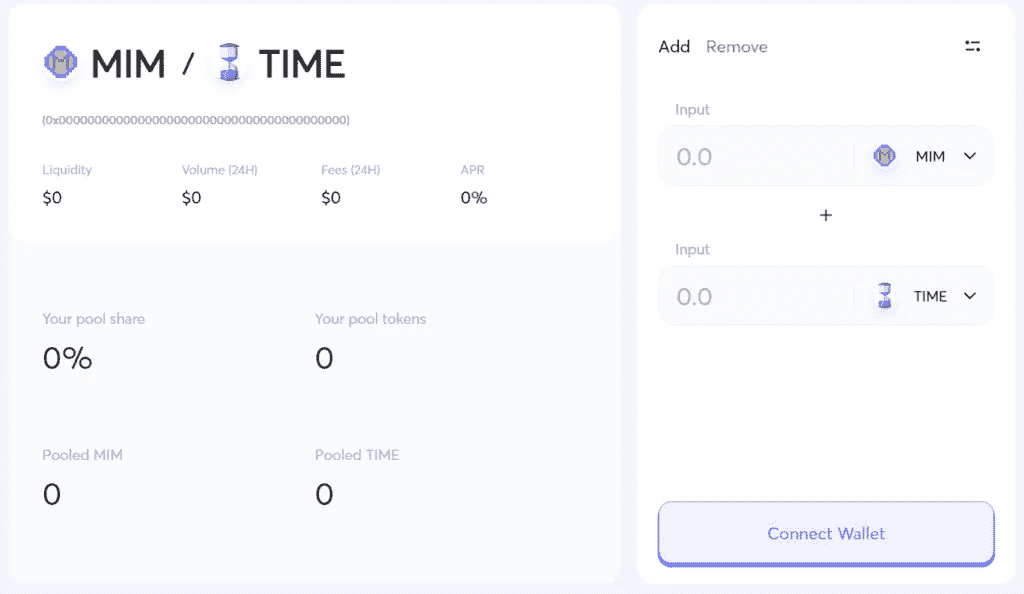 MIM / TIME
(0x0000000000000000000000000000000000000000)
Liquidity Volume (24H) Fees (24H) APR
$0 $0 $0 0%
Your pool share Your pool tokens
0% 0
Pooled MIM Pooled TIME
0 0
Add Remove
Input
0.0 MIM
+
Input
0.0 TIME
Connect Wallet